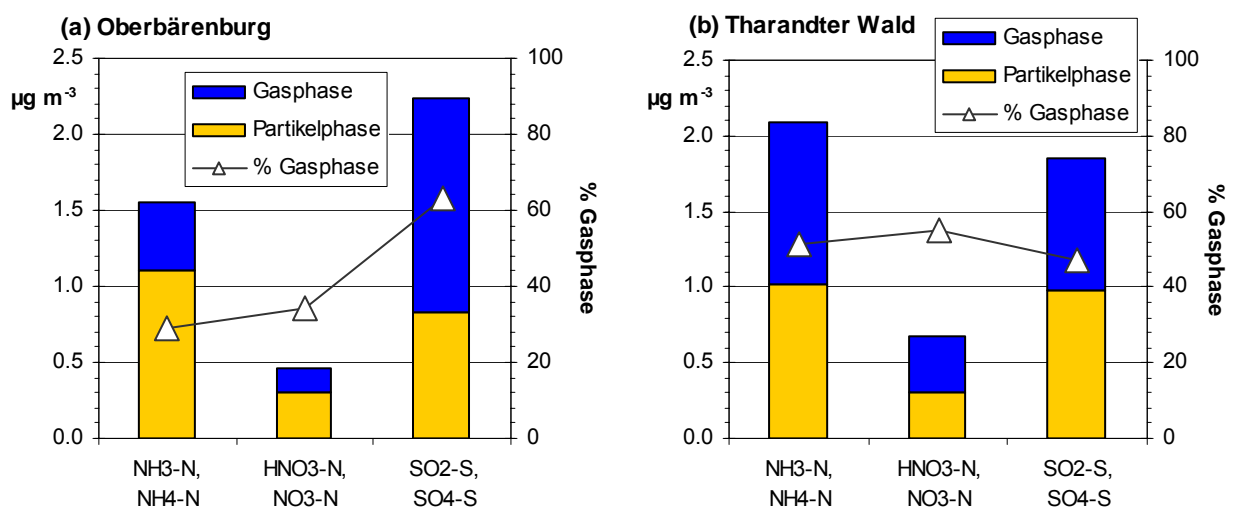 (a) Oberbärenburg
µg m-3
2.5
2.0
1.5
1.0
0.5
0.0
Gasphase
Partikelphase
% Gasphase
100
80
60
40
20
0
% Gasphase
NH3-N,
NH4-N
HNO3-N,
NO3-N
SO2-S,
SO4-S
(b) Tharandter Wald
µg m-3
2.5
2.0
1.5
1.0
0.5
0.0
Gasphase
Partikelphase
% Gasphase
100
80
60
40
20
0
% Gasphase
NH3-N,
NH4-N
HNO3-N,
NO3-N
SO2-S,
SO4-S